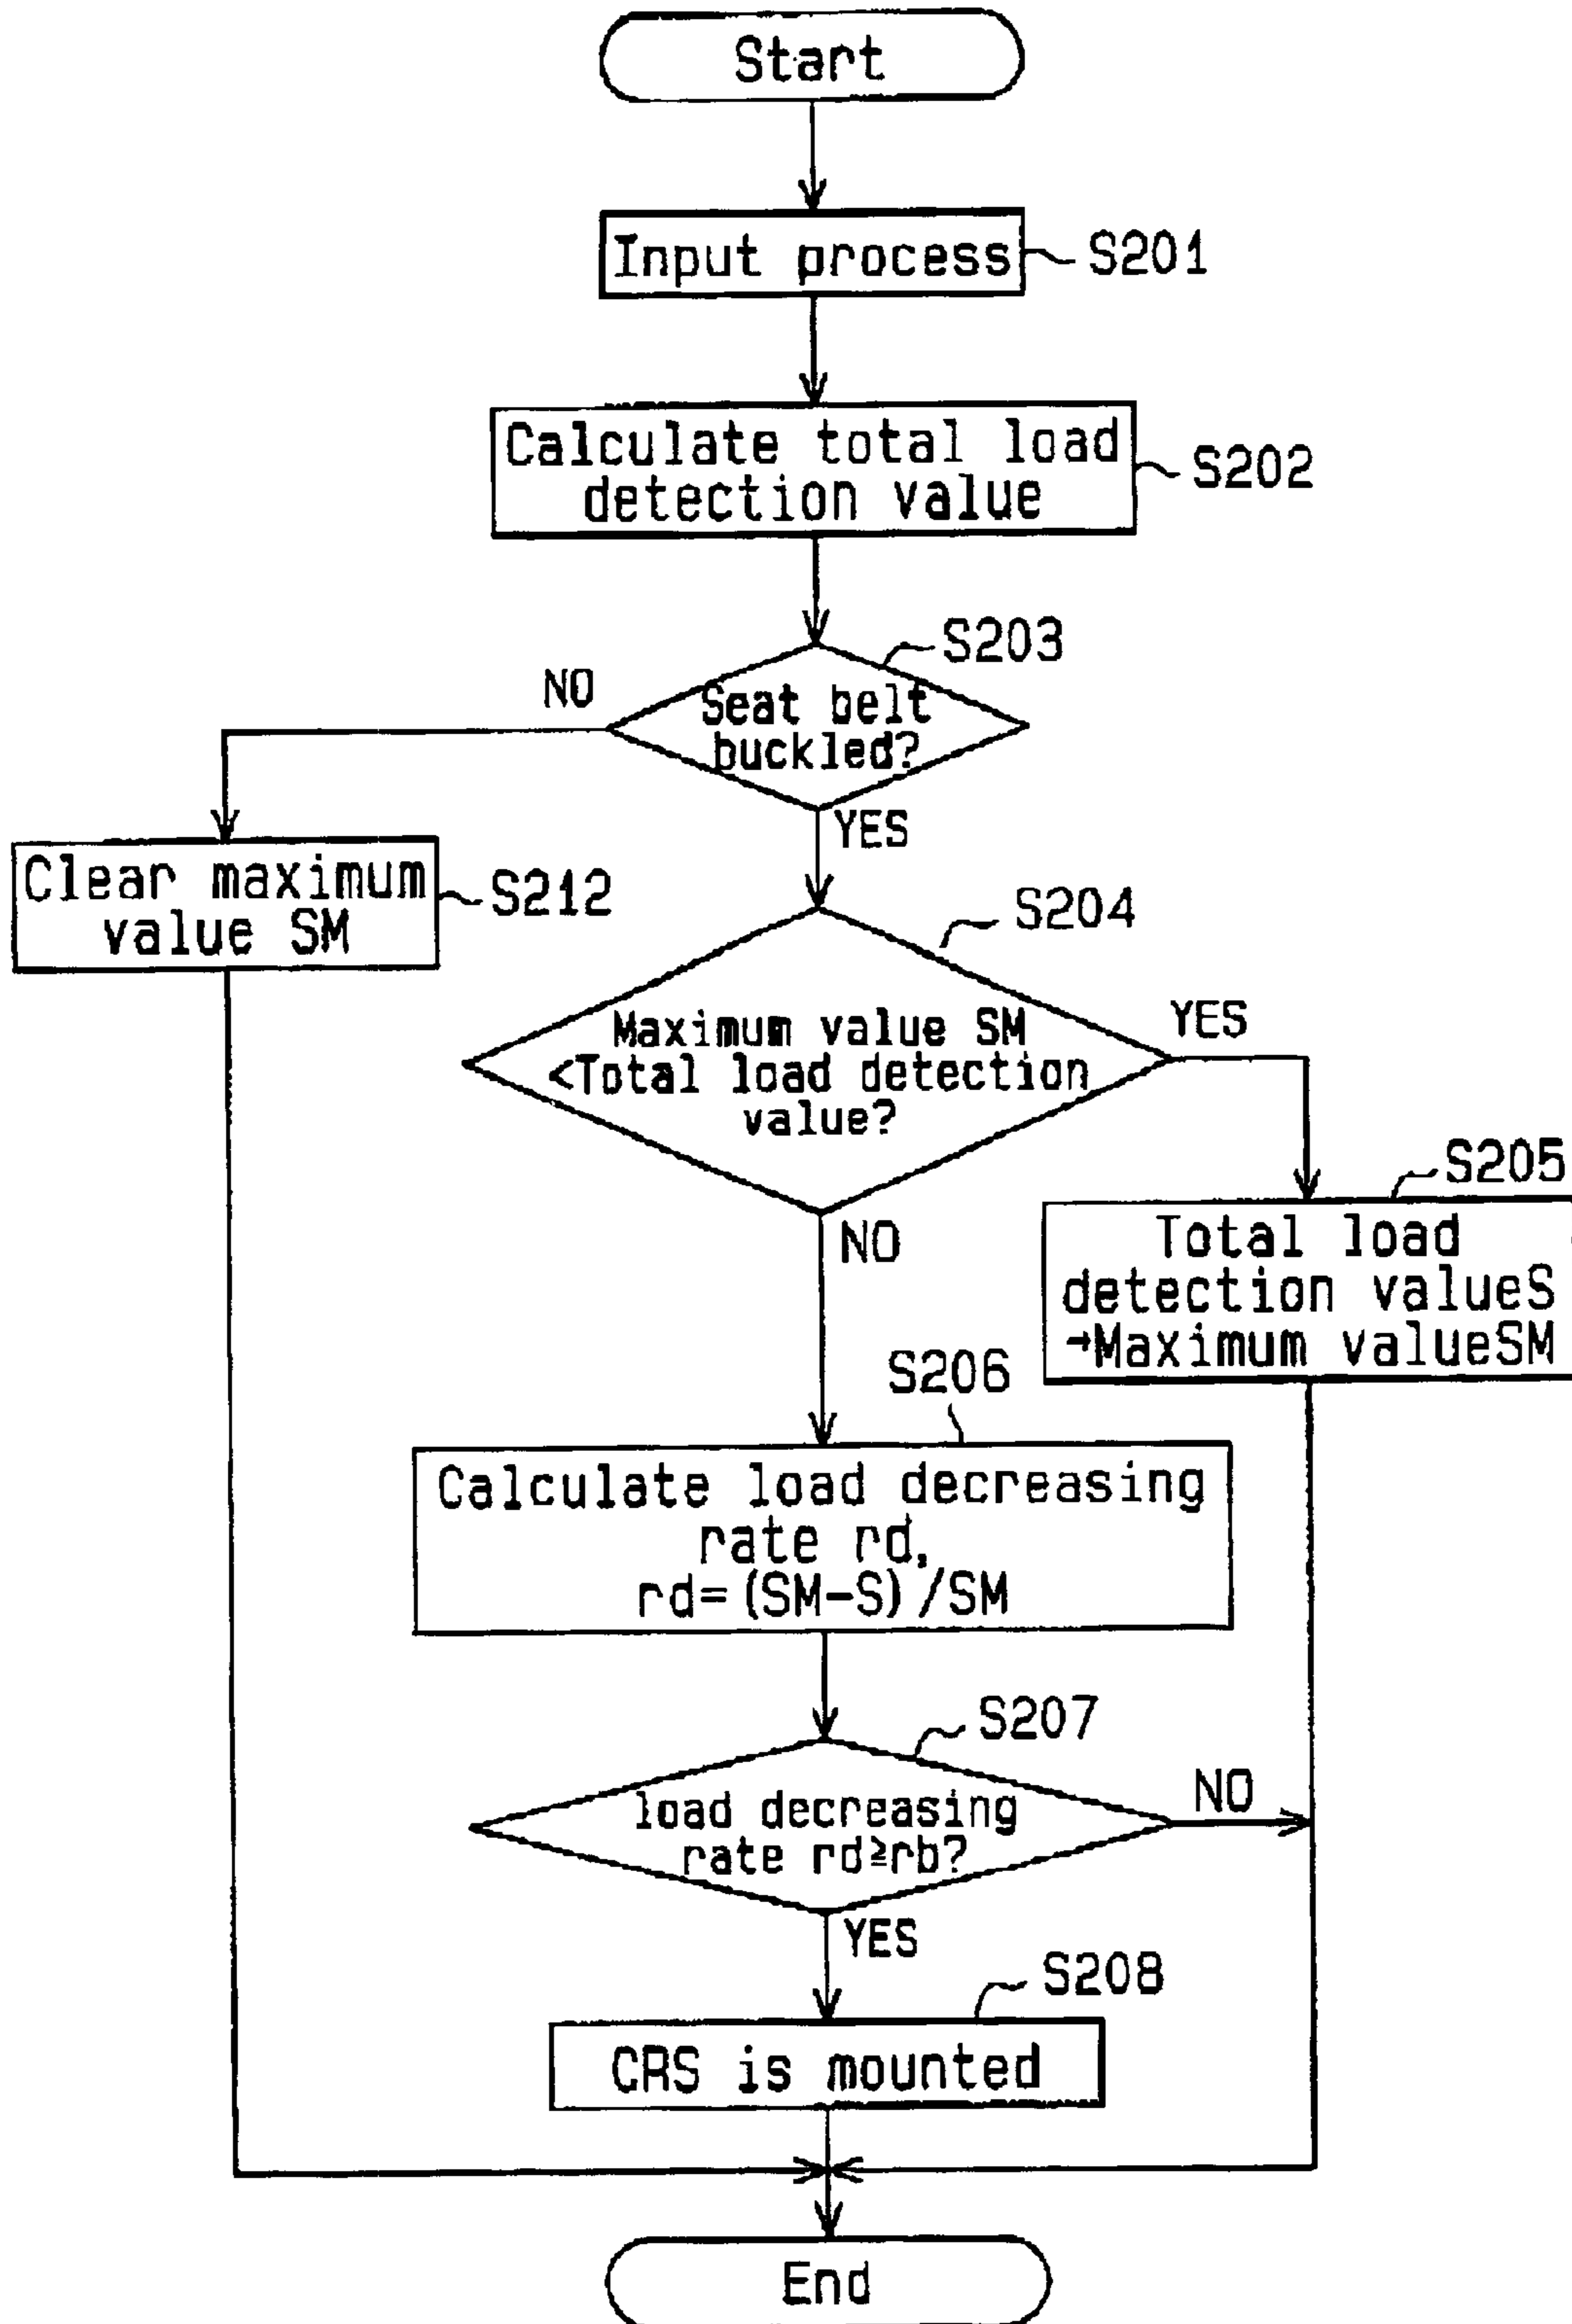 Start
Input process
S201
Calculate total load
detection value
S202
S203
NO
Seat belt
buckled?
YES
Clear maximum
value SM
S212
S204
Maximum value SM
<Total load detection
value?
YES
NO
S205
Total load
detection valueS
→Maximum valueSM
S206
Calculate load decreasing
rate rd,
rd=(SM-S)/SM
S207
load decreasing
rate rd≧rb?
NO
YES
S208
CRS is mounted
End